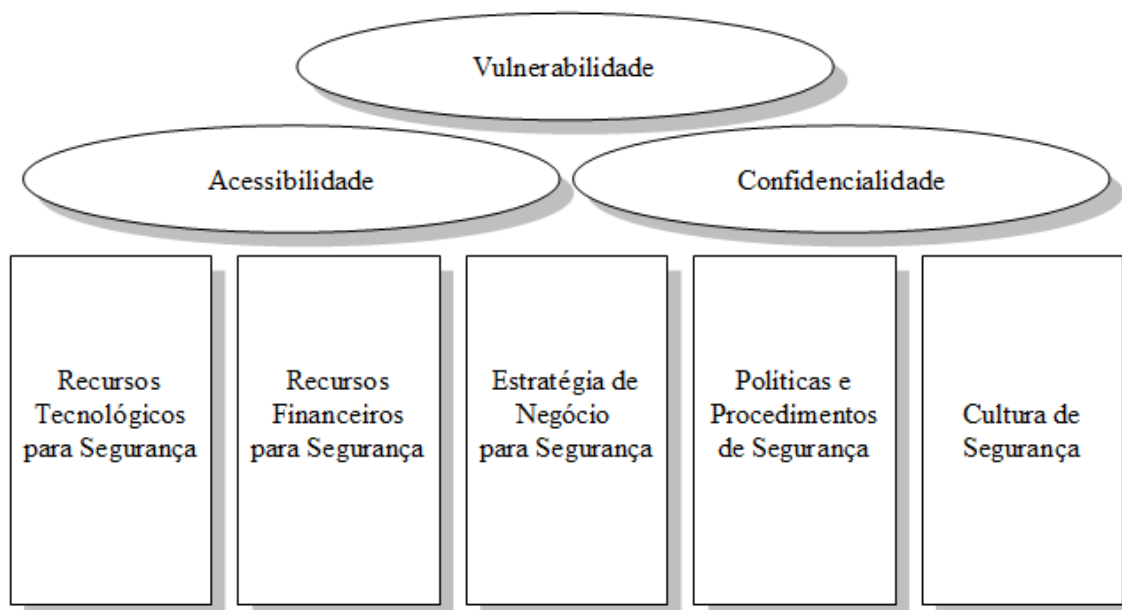 Vulnerabilidade
Acessibilidade
Confidencialidade
Recursos
Tecnológicos
para Segurança
Recursos
Financeiros
para Segurança
Estratégia de
Negócio
para Segurança
Políticas e
Procedimentos
de Segurança
Cultura de
Segurança